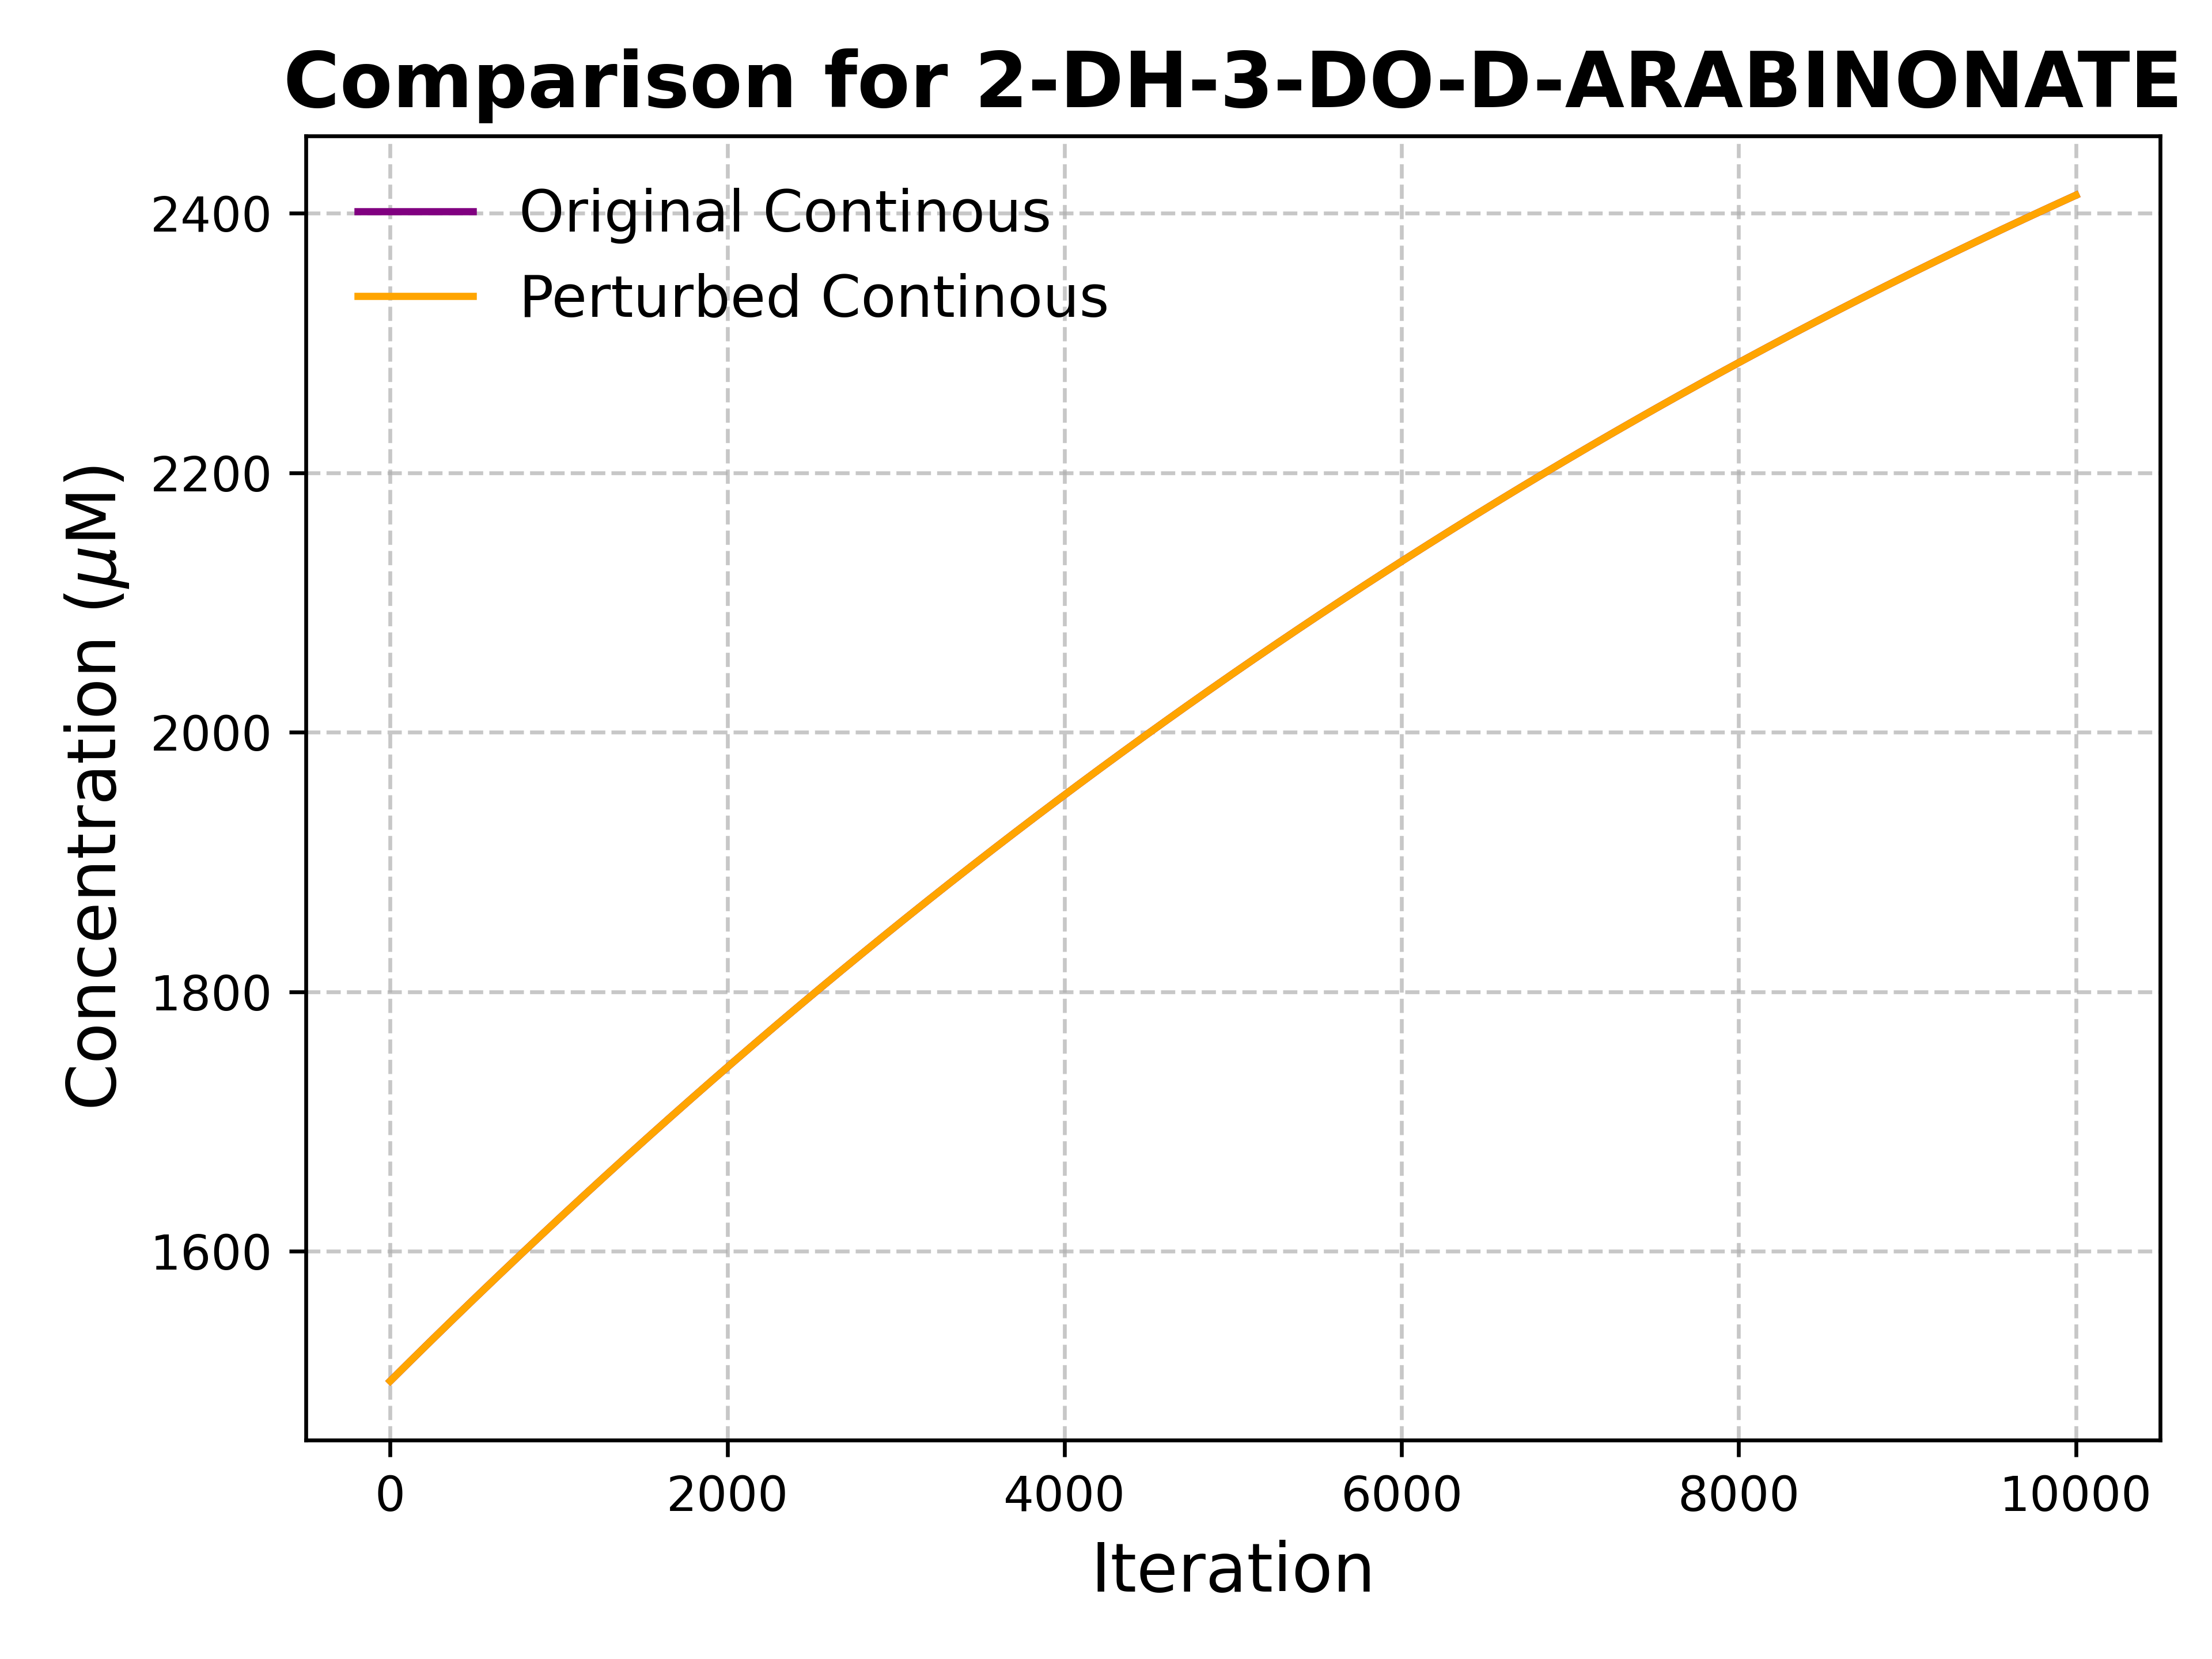 Comparison for 2-DH-3-DO-D-ARABINONATE
Original Continous
Perturbed Continous
Concentration (μM)
2400
2200
2000
1800
1600
0 2000 4000 6000 8000 10000
Iteration